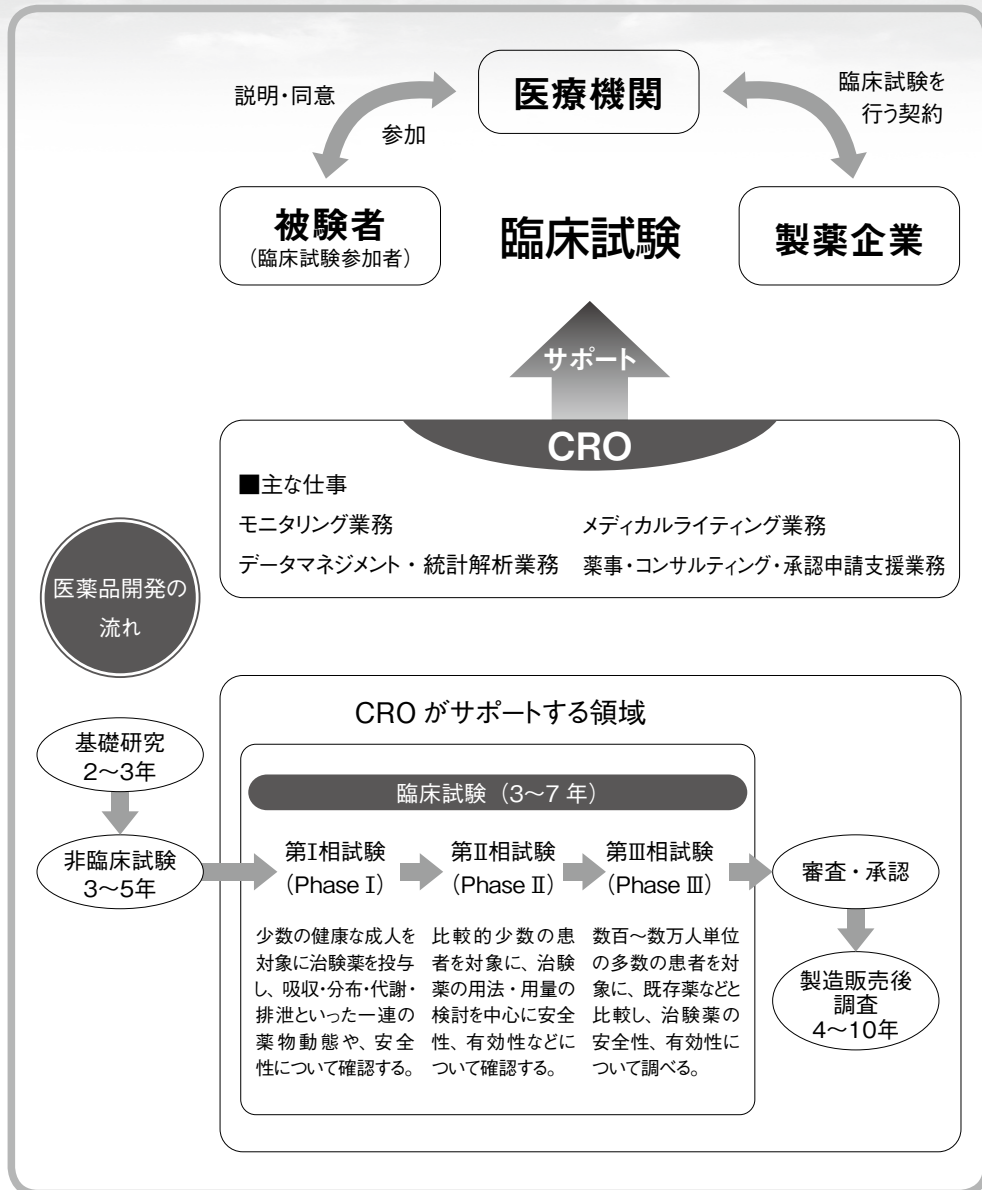 説明・同意
参加
医療機関
臨床試験を
行う契約
被験者
(臨床試験参加者)
臨床試験
製薬企業
サポート
CRO
■主な仕事
モニタリング業務
メディカルライティング業務
データマネジメント・統計解析業務
薬事・コンサルティング・承認申請支援業務
医薬品開発の
流れ
CROがサポートする領域
基礎研究
2〜3年
非臨床試験
3〜5年
臨床試験(3〜7年)
第Ⅰ相試験
(Phase Ⅰ)
少数の健康な成人を
対象に治験薬を投与
し、吸収・分布・代謝・
排泄といった一連の
薬物動態や、安全
性について確認する。
第Ⅱ相試験
(Phase Ⅱ)
比較的少数の患
者を対象に、治験
薬の用法・用量の
検討を中心に安全
性、有効性などに
ついて確認する。
第Ⅲ相試験
(Phase Ⅲ)
数百〜数万人単位
の多数の患者を対
象に、既存薬などと
比較し、治験薬の
安全性、有効性に
ついて調べる。
審査・承認
製造販売後
調査
4〜10年